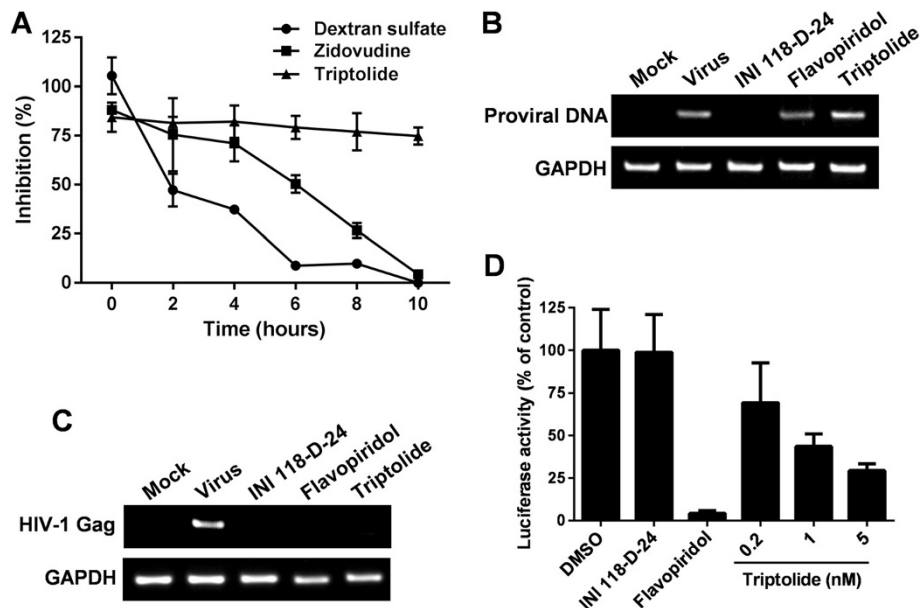 A
Dextran sulfate
Zidovudine
Triptolide
125
100
75
50
25
0
Inhibition (%)
0 2 4 6 8 10
Time (hours)
B
Mock Virus INI 118-D-24 Flavopiridol Triptolide
Proviral DNA
GAPDH
C
Mock Virus INI 118-D-24 Flavopiridol Triptolide
HIV-1 Gag
GAPDH
D
125
100
75
50
25
0
Luciferase activity (% of control)
DMSO INI 118-D-24 Flavopiridol 0.2 1 5
Triptolide (nM)